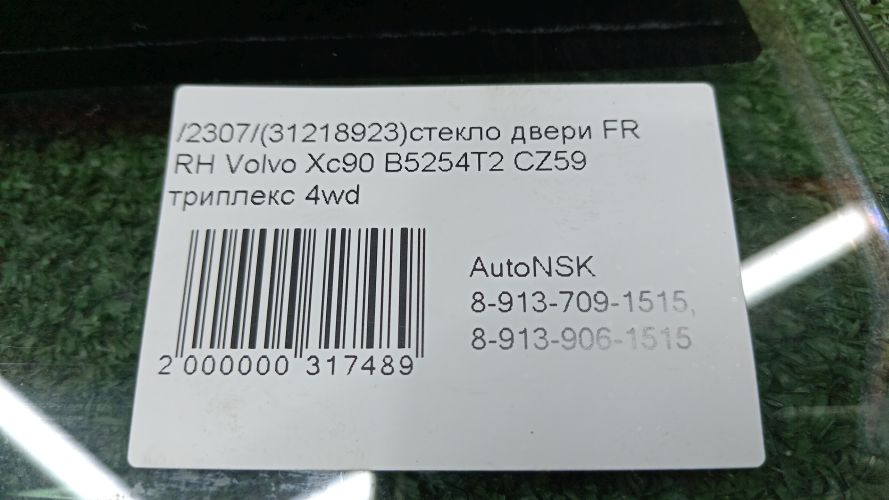 /2307/(31218923)стекло двери FR
RH Volvo Xc90 B5254T2 CZ59
триплекс 4wd
AutoNSK
8-913-709-1515,
8-913-906-1515
2 000000 317489